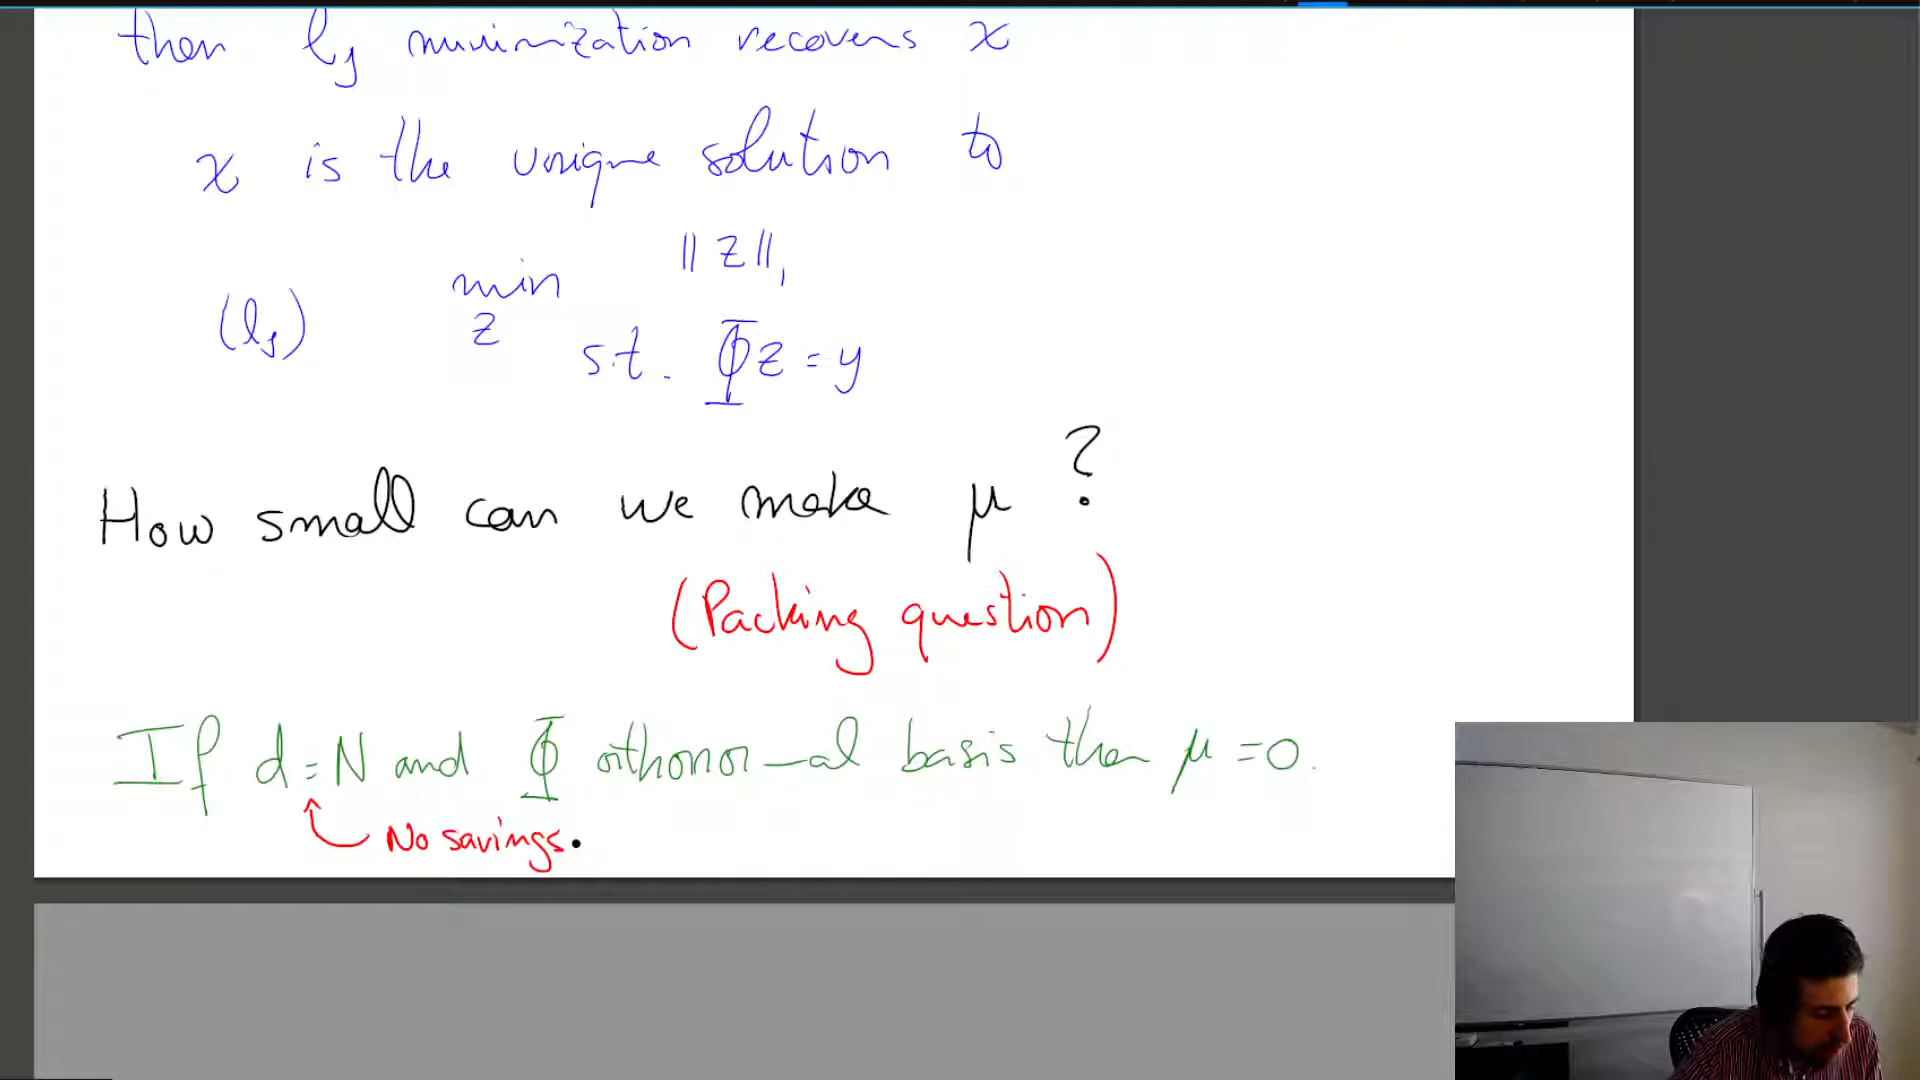 then ℓ₁ minimization recovers x
x is the unique solution to
(ℓ₁) min ‖z‖₁
z s.t. Φz = y
How small can we make μ?
(Packing question)
If d=N and Φ orthonormal basis then μ=0.
No savings.